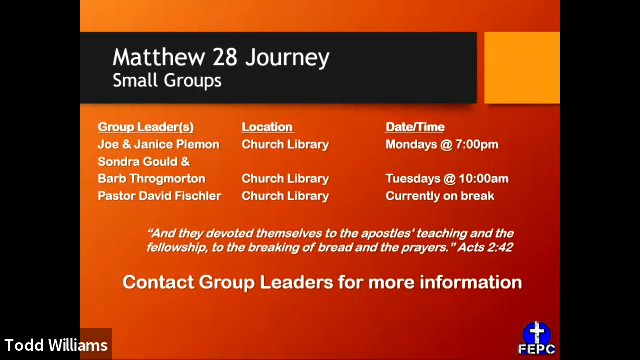 Matthew 28 Journey
Small Groups
Group Leader(s) Location Date/Time
Joe & Janice Plemon Church Library Mondays @ 7:00pm
Sondra Gould &
Barb Throgmorton Church Library Tuesdays @ 10:00am
Pastor David Fischler Church Library Currently on break
“And they devoted themselves to the apostles’ teaching and the
fellowship, to the breaking of bread and the prayers.” Acts 2:42
Contact Group Leaders for more information
FEPC
Todd Williams